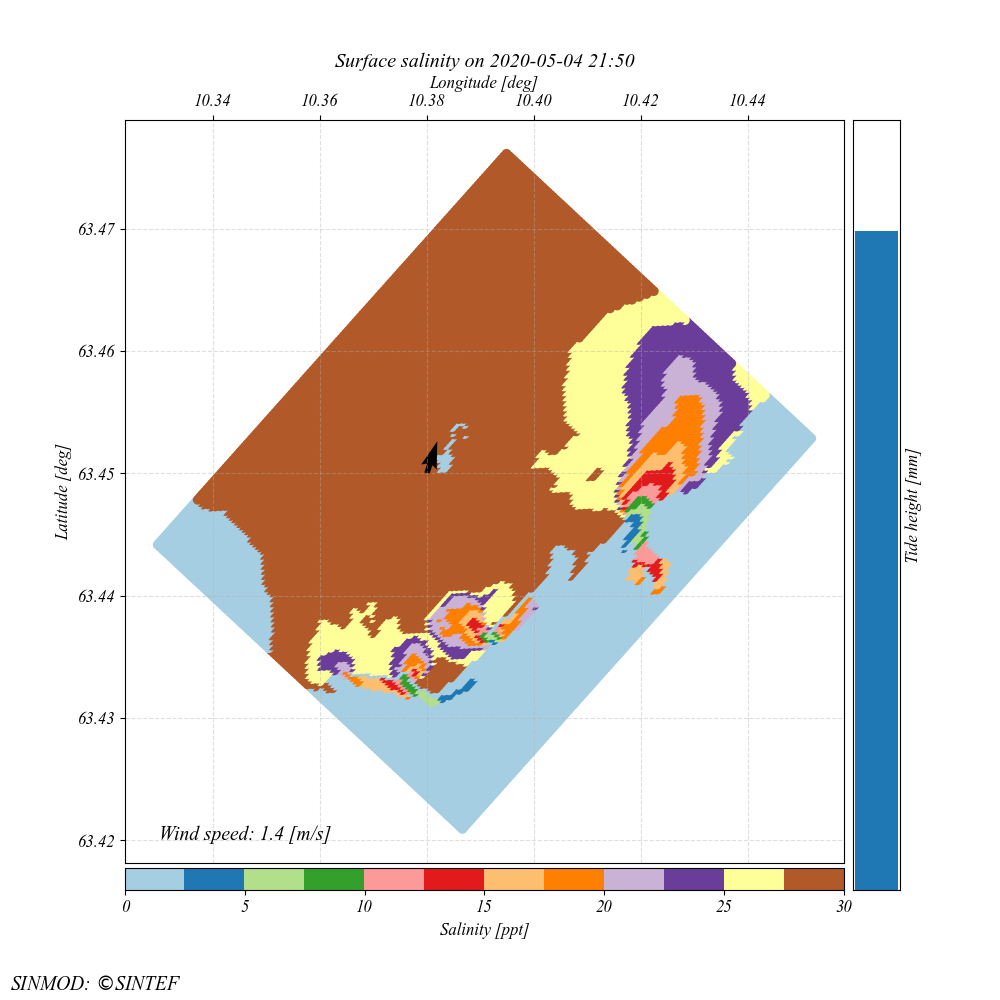 Surface salinity on 2020-05-04 21:50
Longitude [deg]
10.34 10.36 10.38 10.40 10.42 10.44
63.47
63.46
63.45
63.44
63.43
63.42
Latitude [deg]
Tide height [mm]
Wind speed: 1.4 [m/s]
0 5 10 15 20 25 30
Salinity [ppt]
SINMOD: ©SINTEF